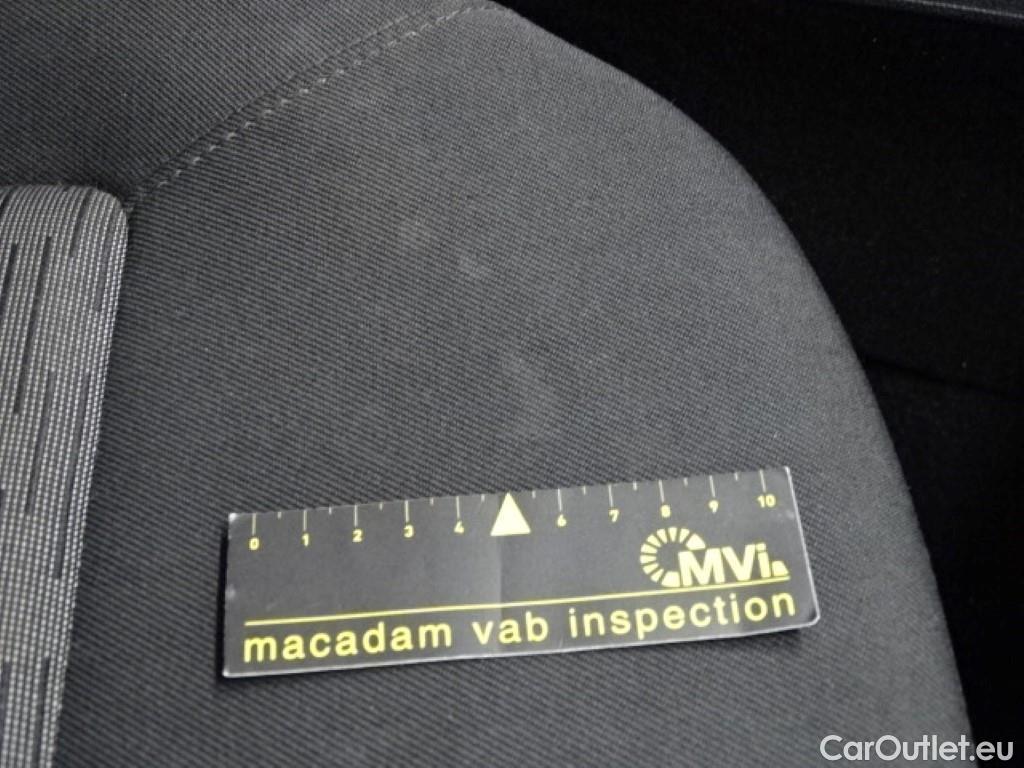 0 1 2 3 4 6 7 8 9 10
MVi
macadam vab inspection
CarOutlet.eu